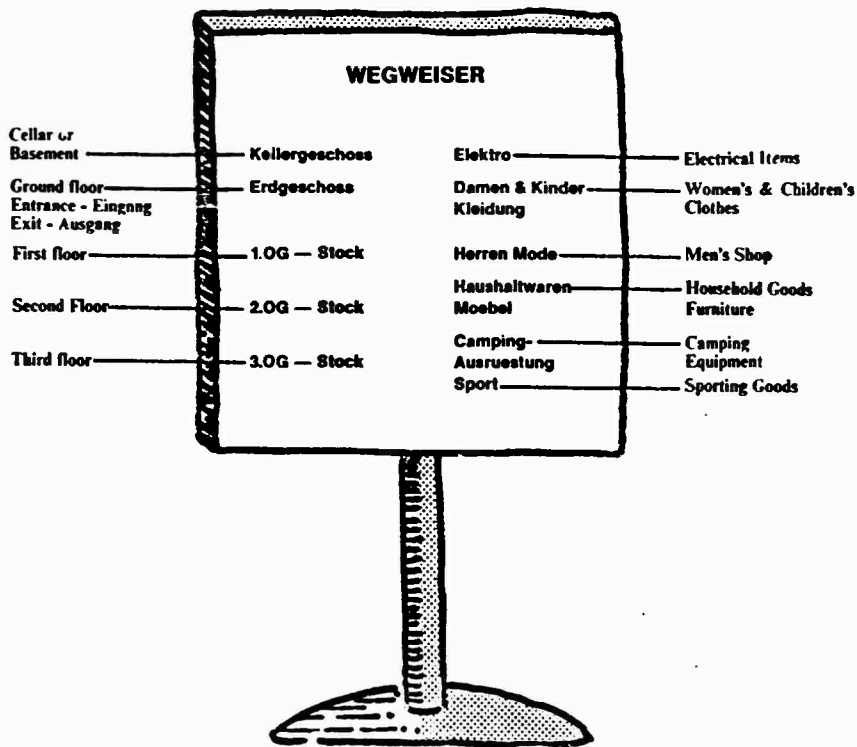 WEGWEISER
Cellar or
Basement Kellergeschoss Elektro Electrical Items
Ground floor Erdgeschoss Damen & Kinder Women's & Children's
Entrance - Eingnng Kleidung Clothes
Exit - Ausgang
First floor 1.OG — Stock Herren Mode Men's Shop
Haushaltwaren Household Goods
Second Floor 2.OG — Stock Moebel Furniture
Camping- Camping
Third floor 3.OG — Stock Ausruestung Equipment
Sport Sporting Goods